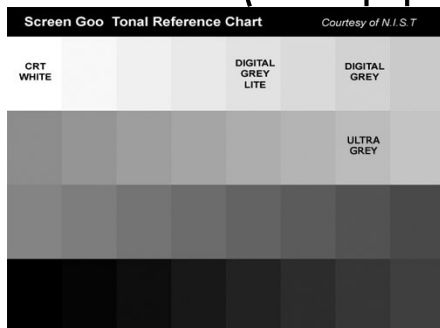 Screen Goo Tonal Reference Chart Courtesy of N.I.S.T
CRT
WHITE
DIGITAL
GREY
LITE
DIGITAL
GREY
ULTRA
GREY